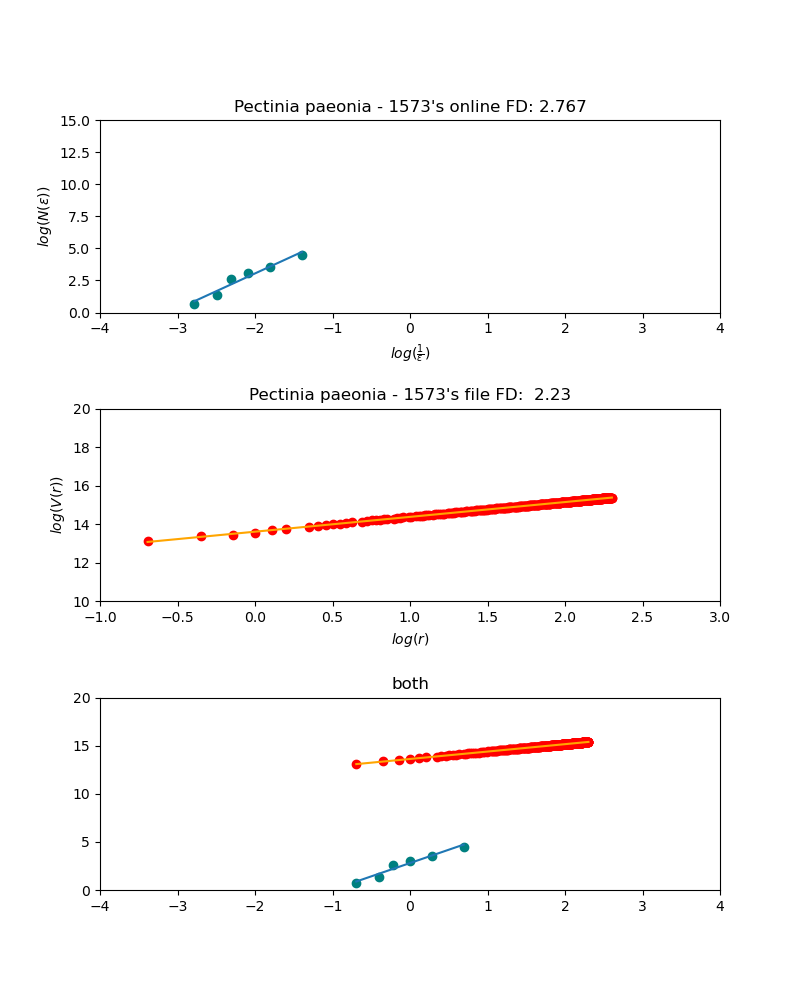 Pectinia paeonia - 1573's online FD: 2.767
15.0
12.5
10.0
7.5
5.0
2.5
0.0
log(N(ε))
−4 −3 −2 −1 0 1 2 3 4
log(1/ε)
Pectinia paeonia - 1573's file FD:  2.23
20
18
16
14
12
10
log(V(r))
−1.0 −0.5 0.0 0.5 1.0 1.5 2.0 2.5 3.0
log(r)
both
20
15
10
5
0
−4 −3 −2 −1 0 1 2 3 4